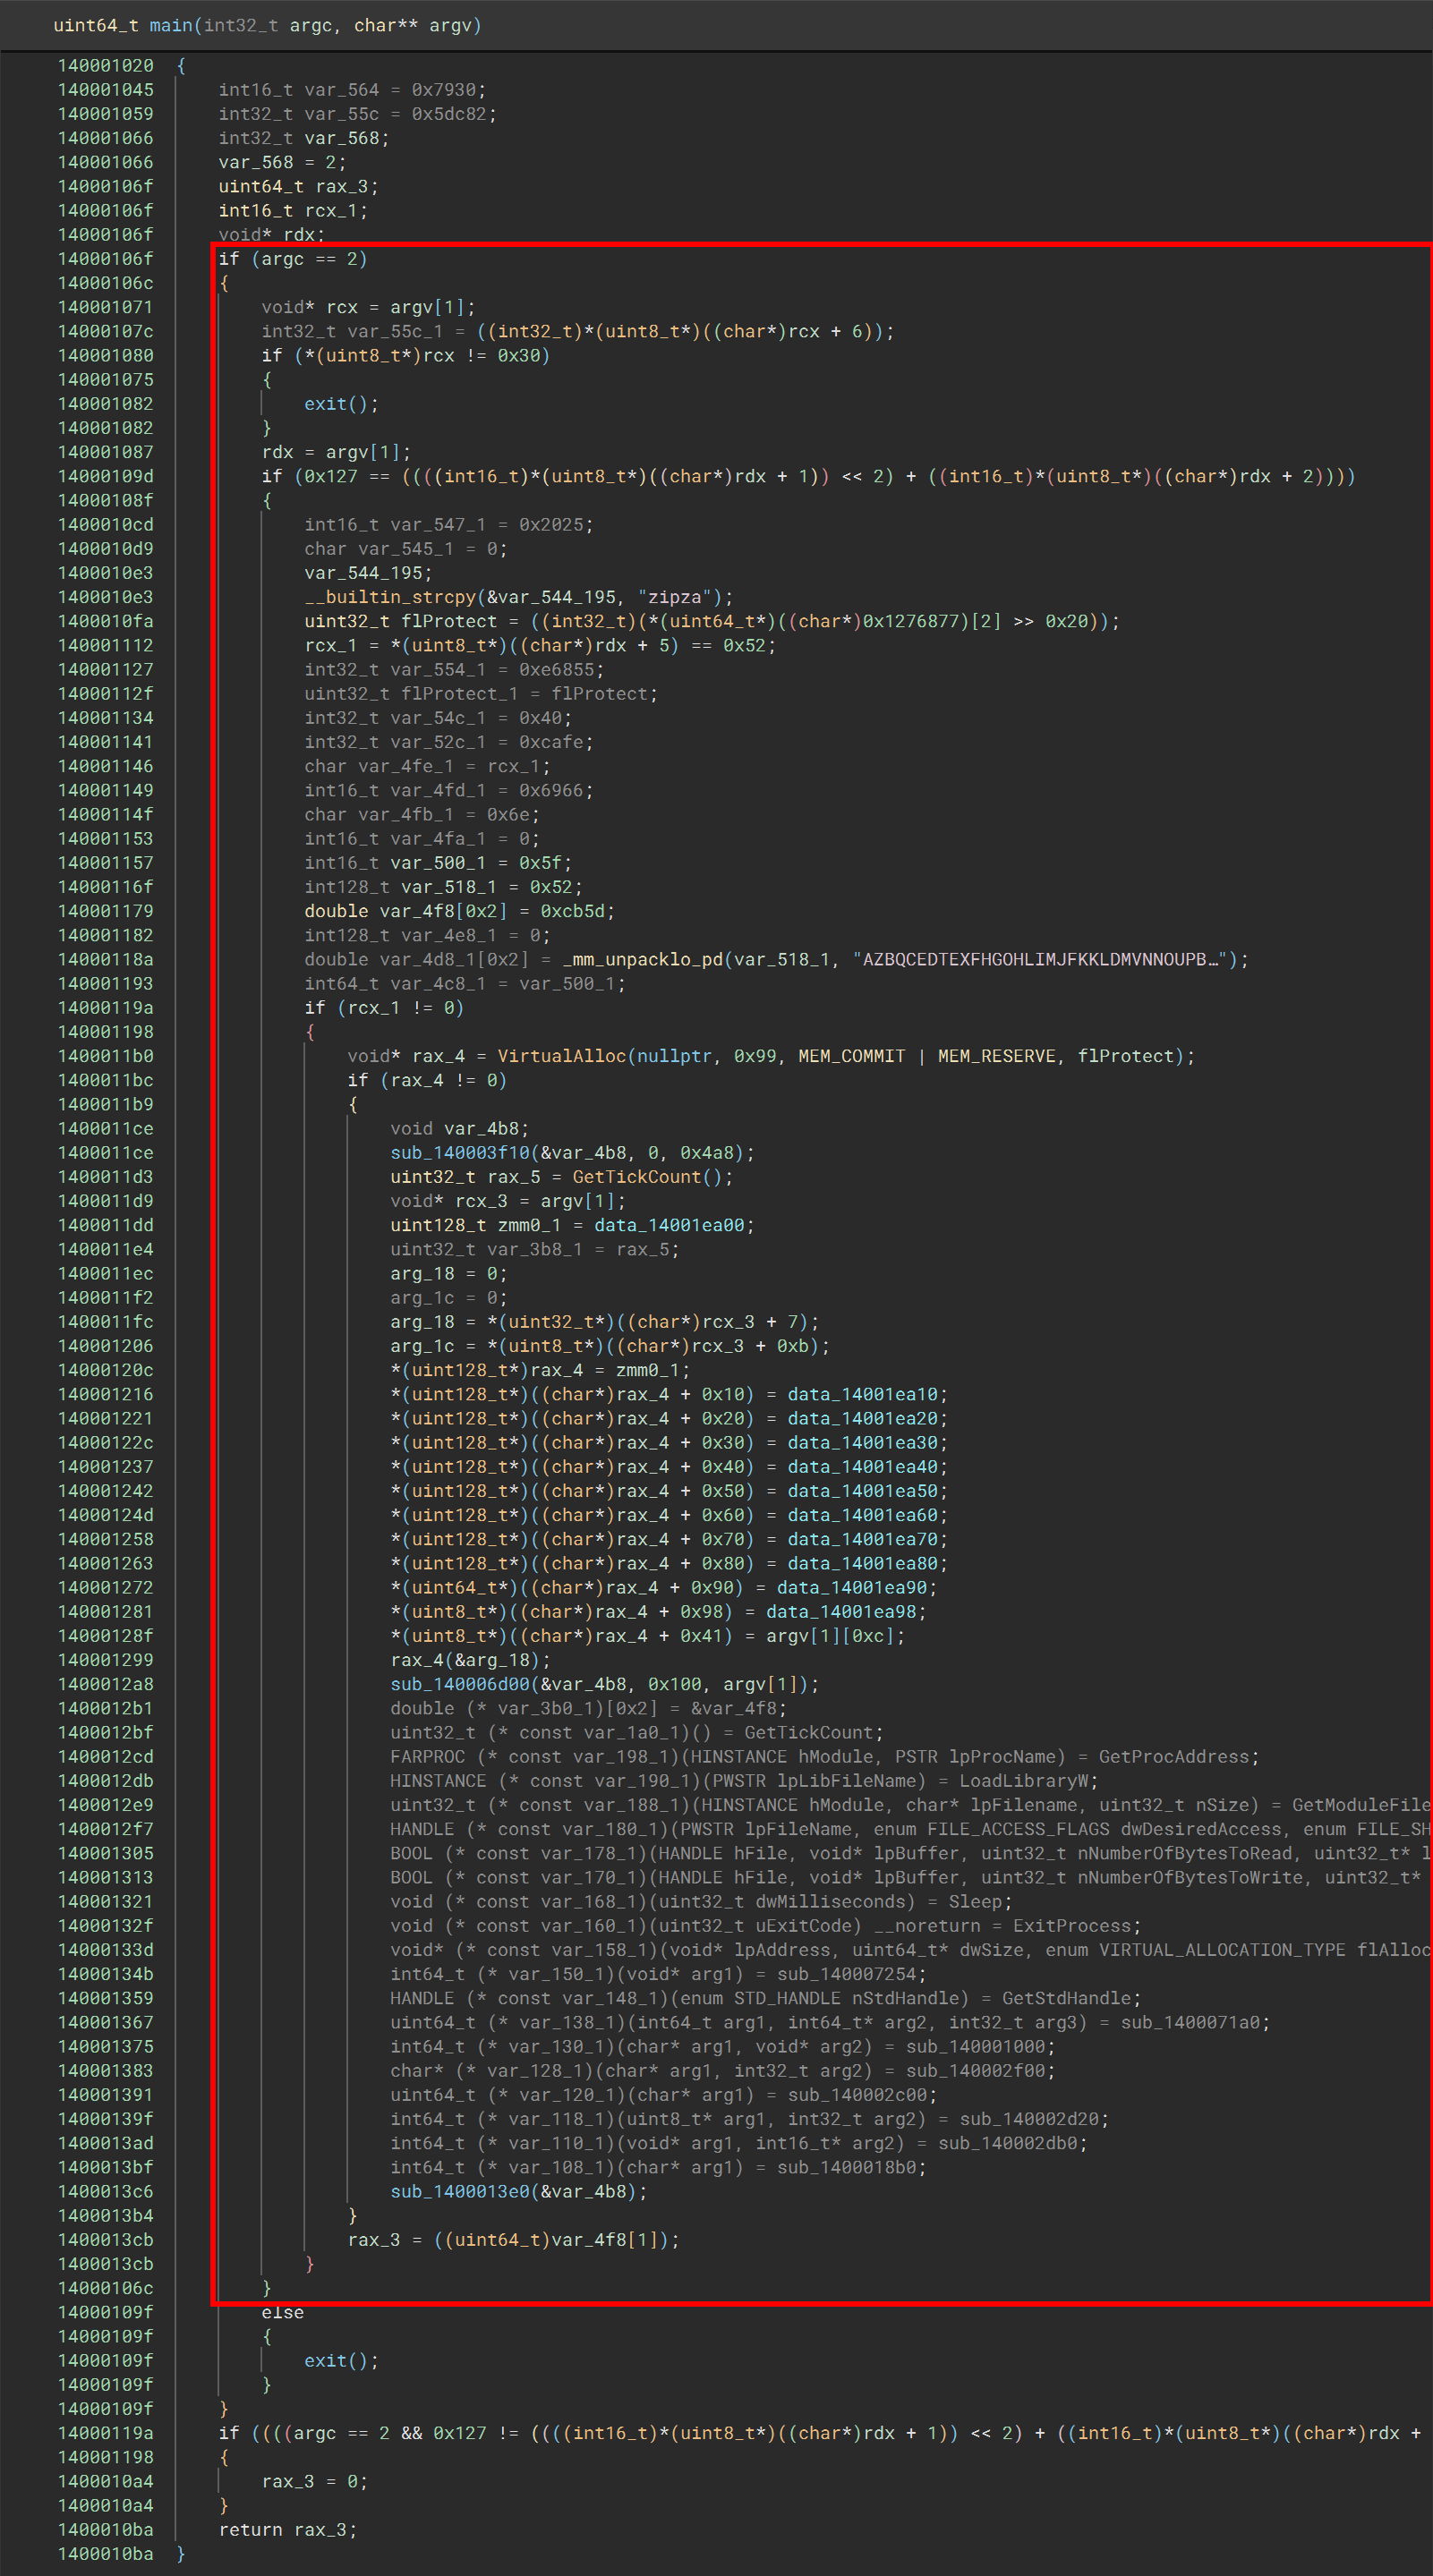 uint64_t main(int32_t argc, char** argv)
140001020 {
140001045 int16_t var_564 = 0x7930;
140001059 int32_t var_55c = 0x5dc82;
140001066 int32_t var_568;
140001066 var_568 = 2;
14000106f uint64_t rax_3;
14000106f int16_t rcx_1;
14000106f void* rdx;
14000106f if (argc == 2)
14000106c {
140001071 void* rcx = argv[1];
14000107c int32_t var_55c_1 = ((int32_t)*(uint8_t*)((char*)rcx + 6));
140001080 if (*(uint8_t*)rcx != 0x30)
140001075 {
140001082 exit();
140001082 }
140001087 rdx = argv[1];
14000109d if (0x127 == ((((int16_t)*(uint8_t*)((char*)rdx + 1)) << 2) + ((int16_t)*(uint8_t*)((char*)rdx + 2))))
14000108f {
1400010cd int16_t var_547_1 = 0x2025;
1400010d9 char var_545_1 = 0;
1400010e3 var_544_195;
1400010e3 __builtin_strcpy(&var_544_195, "zipza");
1400010fa uint32_t flProtect = ((int32_t)(*(uint64_t*)((char*)0x1276877)[2] >> 0x20));
140001112 rcx_1 = *(uint8_t*)((char*)rdx + 5) == 0x52;
140001127 int32_t var_554_1 = 0xe6855;
14000112f uint32_t flProtect_1 = flProtect;
140001134 int32_t var_54c_1 = 0x40;
140001141 int32_t var_52c_1 = 0xcafe;
140001146 char var_4fe_1 = rcx_1;
140001149 int16_t var_4fd_1 = 0x6966;
14000114f char var_4fb_1 = 0x6e;
140001153 int16_t var_4fa_1 = 0;
140001157 int16_t var_500_1 = 0x5f;
14000116f int128_t var_518_1 = 0x52;
140001179 double var_4f8[0x2] = 0xcb5d;
140001182 int128_t var_4e8_1 = 0;
14000118a double var_4d8_1[0x2] = _mm_unpacklo_pd(var_518_1, "AZBQCEDTEXFHGOHLIMJFKKLDMVNNOUPB…");
140001193 int64_t var_4c8_1 = var_500_1;
14000119a if (rcx_1 != 0)
140001198 {
1400011b0 void* rax_4 = VirtualAlloc(nullptr, 0x99, MEM_COMMIT | MEM_RESERVE, flProtect);
1400011bc if (rax_4 != 0)
1400011b9 {
1400011ce void var_4b8;
1400011ce sub_140003f10(&var_4b8, 0, 0x4a8);
1400011d3 uint32_t rax_5 = GetTickCount();
1400011d9 void* rcx_3 = argv[1];
1400011dd uint128_t zmm0_1 = data_14001ea00;
1400011e4 uint32_t var_3b8_1 = rax_5;
1400011ec arg_18 = 0;
1400011f2 arg_1c = 0;
1400011fc arg_18 = *(uint32_t*)((char*)rcx_3 + 7);
140001206 arg_1c = *(uint8_t*)((char*)rcx_3 + 0xb);
14000120c *(uint128_t*)rax_4 = zmm0_1;
140001216 *(uint128_t*)((char*)rax_4 + 0x10) = data_14001ea10;
140001221 *(uint128_t*)((char*)rax_4 + 0x20) = data_14001ea20;
14000122c *(uint128_t*)((char*)rax_4 + 0x30) = data_14001ea30;
140001237 *(uint128_t*)((char*)rax_4 + 0x40) = data_14001ea40;
140001242 *(uint128_t*)((char*)rax_4 + 0x50) = data_14001ea50;
14000124d *(uint128_t*)((char*)rax_4 + 0x60) = data_14001ea60;
140001258 *(uint128_t*)((char*)rax_4 + 0x70) = data_14001ea70;
140001263 *(uint128_t*)((char*)rax_4 + 0x80) = data_14001ea80;
140001272 *(uint64_t*)((char*)rax_4 + 0x90) = data_14001ea90;
140001281 *(uint8_t*)((char*)rax_4 + 0x98) = data_14001ea98;
14000128f *(uint8_t*)((char*)rax_4 + 0x41) = argv[1][0xc];
140001299 rax_4(&arg_18);
1400012a8 sub_140006d00(&var_4b8, 0x100, argv[1]);
1400012b1 double (* var_3b0_1)[0x2] = &var_4f8;
1400012bf uint32_t (* const var_1a0_1)() = GetTickCount;
1400012cd FARPROC (* const var_198_1)(HINSTANCE hModule, PSTR lpProcName) = GetProcAddress;
1400012db HINSTANCE (* const var_190_1)(PWSTR lpLibFileName) = LoadLibraryW;
1400012e9 uint32_t (* const var_188_1)(HINSTANCE hModule, char* lpFilename, uint32_t nSize) = GetModuleFile
1400012f7 HANDLE (* const var_180_1)(PWSTR lpFileName, enum FILE_ACCESS_FLAGS dwDesiredAccess, enum FILE_SH
140001305 BOOL (* const var_178_1)(HANDLE hFile, void* lpBuffer, uint32_t nNumberOfBytesToRead, uint32_t* l
140001313 BOOL (* const var_170_1)(HANDLE hFile, void* lpBuffer, uint32_t nNumberOfBytesToWrite, uint32_t*
140001321 void (* const var_168_1)(uint32_t dwMilliseconds) = Sleep;
14000132f void (* const var_160_1)(uint32_t uExitCode) __noreturn = ExitProcess;
14000133d void* (* const var_158_1)(void* lpAddress, uint64_t* dwSize, enum VIRTUAL_ALLOCATION_TYPE flAlloc
14000134b int64_t (* var_150_1)(void* arg1) = sub_140007254;
140001359 HANDLE (* const var_148_1)(enum STD_HANDLE nStdHandle) = GetStdHandle;
140001367 uint64_t (* var_138_1)(int64_t arg1, int64_t* arg2, int32_t arg3) = sub_1400071a0;
140001375 int64_t (* var_130_1)(char* arg1, void* arg2) = sub_140001000;
140001383 char* (* var_128_1)(char* arg1, int32_t arg2) = sub_140002f00;
140001391 uint64_t (* var_120_1)(char* arg1) = sub_140002c00;
14000139f int64_t (* var_118_1)(uint8_t* arg1, int32_t arg2) = sub_140002d20;
1400013ad int64_t (* var_110_1)(void* arg1, int16_t* arg2) = sub_140002db0;
1400013bf int64_t (* var_108_1)(char* arg1) = sub_1400018b0;
1400013c6 sub_1400013e0(&var_4b8);
1400013b4 }
1400013cb rax_3 = ((uint64_t)var_4f8[1]);
1400013cb }
14000106c }
14000109f else
14000109f {
14000109f exit();
14000109f }
14000109f }
14000119a if ((((argc == 2 && 0x127 != ((((int16_t)*(uint8_t*)((char*)rdx + 1)) << 2) + ((int16_t)*(uint8_t*)((char*)rdx +
140001198 {
1400010a4 rax_3 = 0;
1400010a4 }
1400010ba return rax_3;
1400010ba }